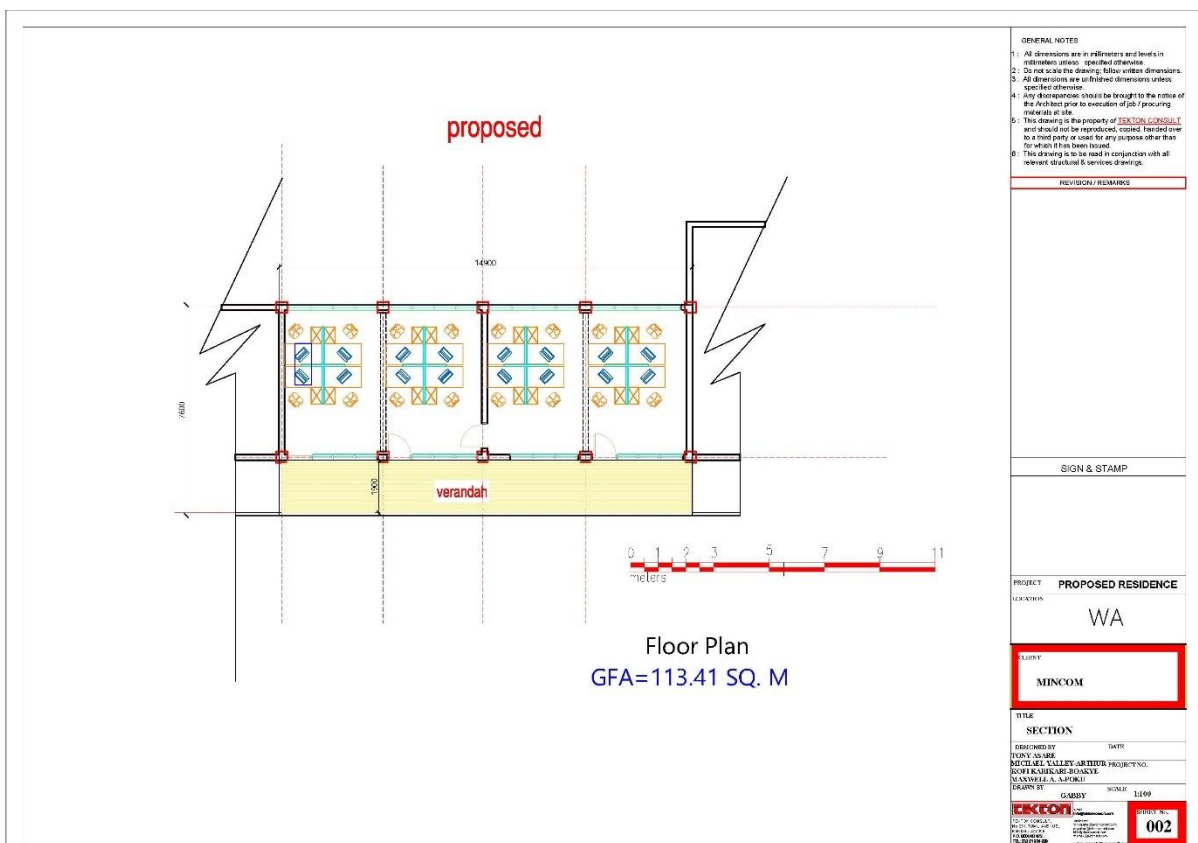 proposed
14900
7600
1900
verandah
0 1 2 3 5 7 9 11
meters
Floor Plan
GFA=113.41 SQ. M
GENERAL NOTES
1 : All dimensions are in millimeters and levels in
millimeters unless specified otherwise.
2 : Do not scale the drawing; follow written dimensions.
3 : All dimensions are unfinished dimensions unless
specified otherwise.
4 : Any discrepancies should be brought to the notice of
the Architect prior to execution of job / procuring
materials at site.
5 : This drawing is the property of TEKTON CONSULT
and should not be reproduced, copied, handed over
to a third party or used for any purpose other than
for which it has been issued.
6 : This drawing is to be read in conjunction with all
relevant structural & services drawings.
REVISION / REMARKS
SIGN & STAMP
PROJECT PROPOSED RESIDENCE
LOCATION
WA
CLIENT
MINCOM
TITLE
SECTION
DESIGNED BY DATE
TONY ASARE
MICHAEL YALLEY-ARTHUR PROJECT NO.
KOFI KARIKARI-BOAKYE
MAXWELL A. A-POKU
DRAWN BY SCALE
GABBY 1:100
TEKTON
TEKTON CONSULT,
SHEET No.
002